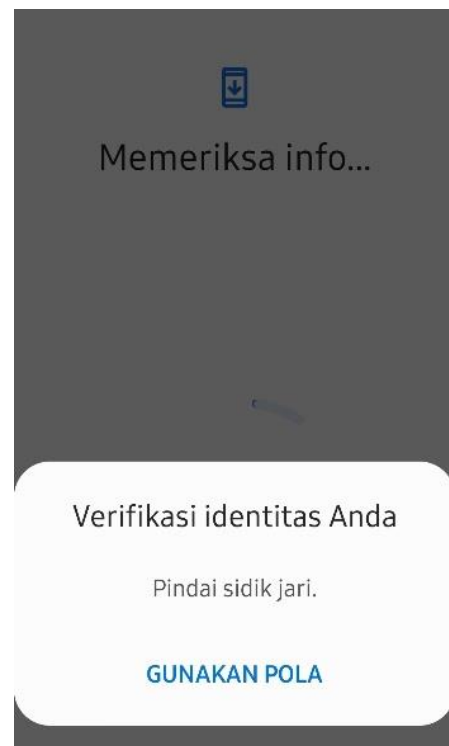 Memeriksa info...
Verifikasi identitas Anda
Pindai sidik jari.
GUNAKAN POLA